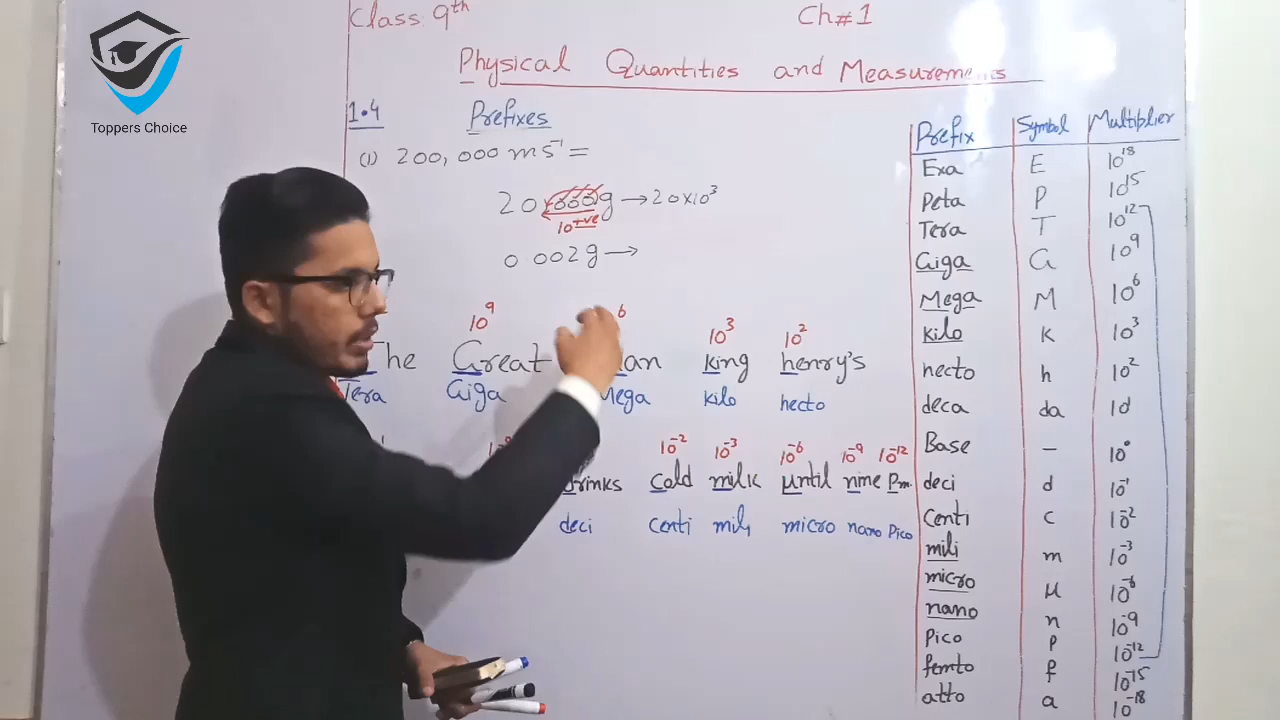 Toppers Choice
Class 9th Ch#1
Physical Quantities and Measurements
1.4 Prefixes
(1) 200,000 ms⁻¹ =
20,000g → 20×10³
10⁺ᵛᵉ
0 002g →
10⁹ 6 10³ 10² 
The Great an king henry's
Tera Giga Mega kilo hecto
10⁻² 10⁻³ 10⁻⁶ 10⁻⁹ 10⁻¹²
drinks cold milk μntil nine Pm.
deci centi mili micro nano Pico
Prefix Symbol Multiplier
Exa E 10¹⁸
Peta P 10¹⁵
Tera T 10¹²
Giga G 10⁹
Mega M 10⁶
kilo k 10³
hecto h 10²
deca da 10¹
Base – 10⁰
deci d 10⁻¹
Centi c 10⁻²
mili m 10⁻³
micro μ 10⁻⁶
nano n 10⁻⁹
Pico P 10⁻¹²
femto f 10⁻¹⁵
atto a 10⁻¹⁸